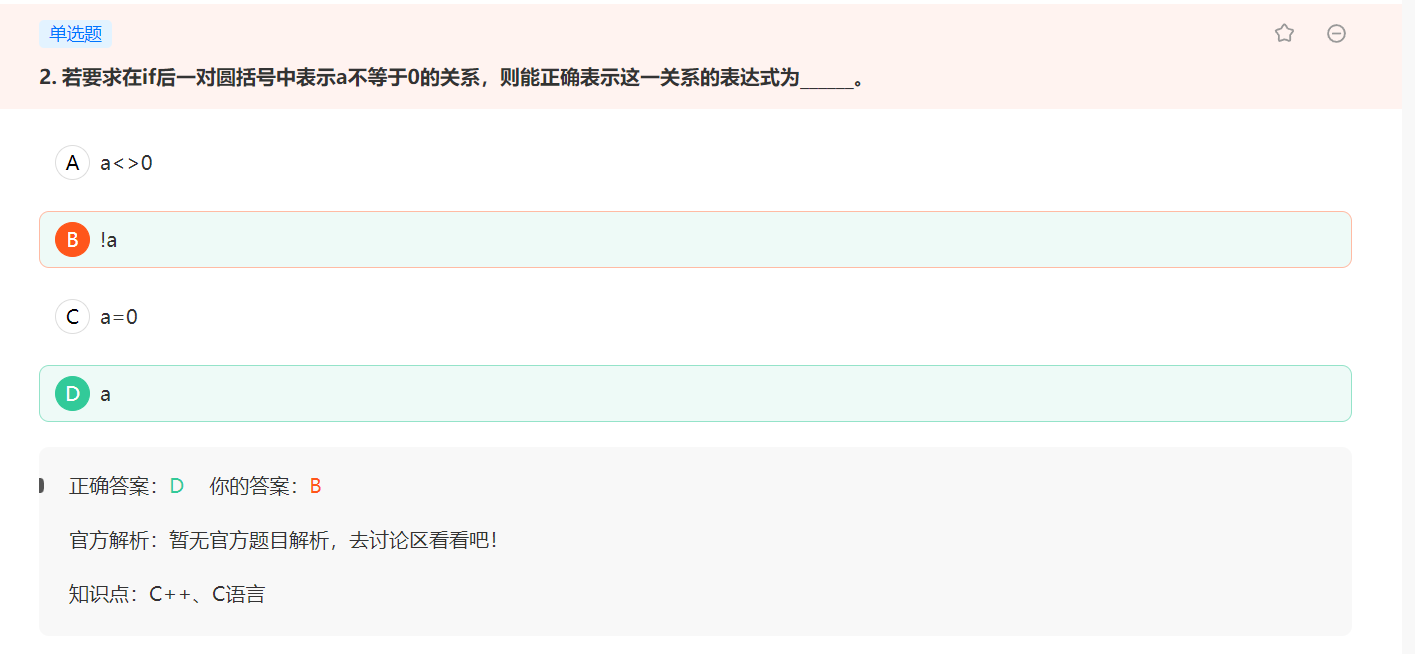 单选题
2. 若要求在if后一对圆括号中表示a不等于0的关系，则能正确表示这一关系的表达式为______。
A a<>0
B !a
C a=0
D a
正确答案：D 你的答案：B
官方解析：暂无官方题目解析，去讨论区看看吧！
知识点：C++、C语言